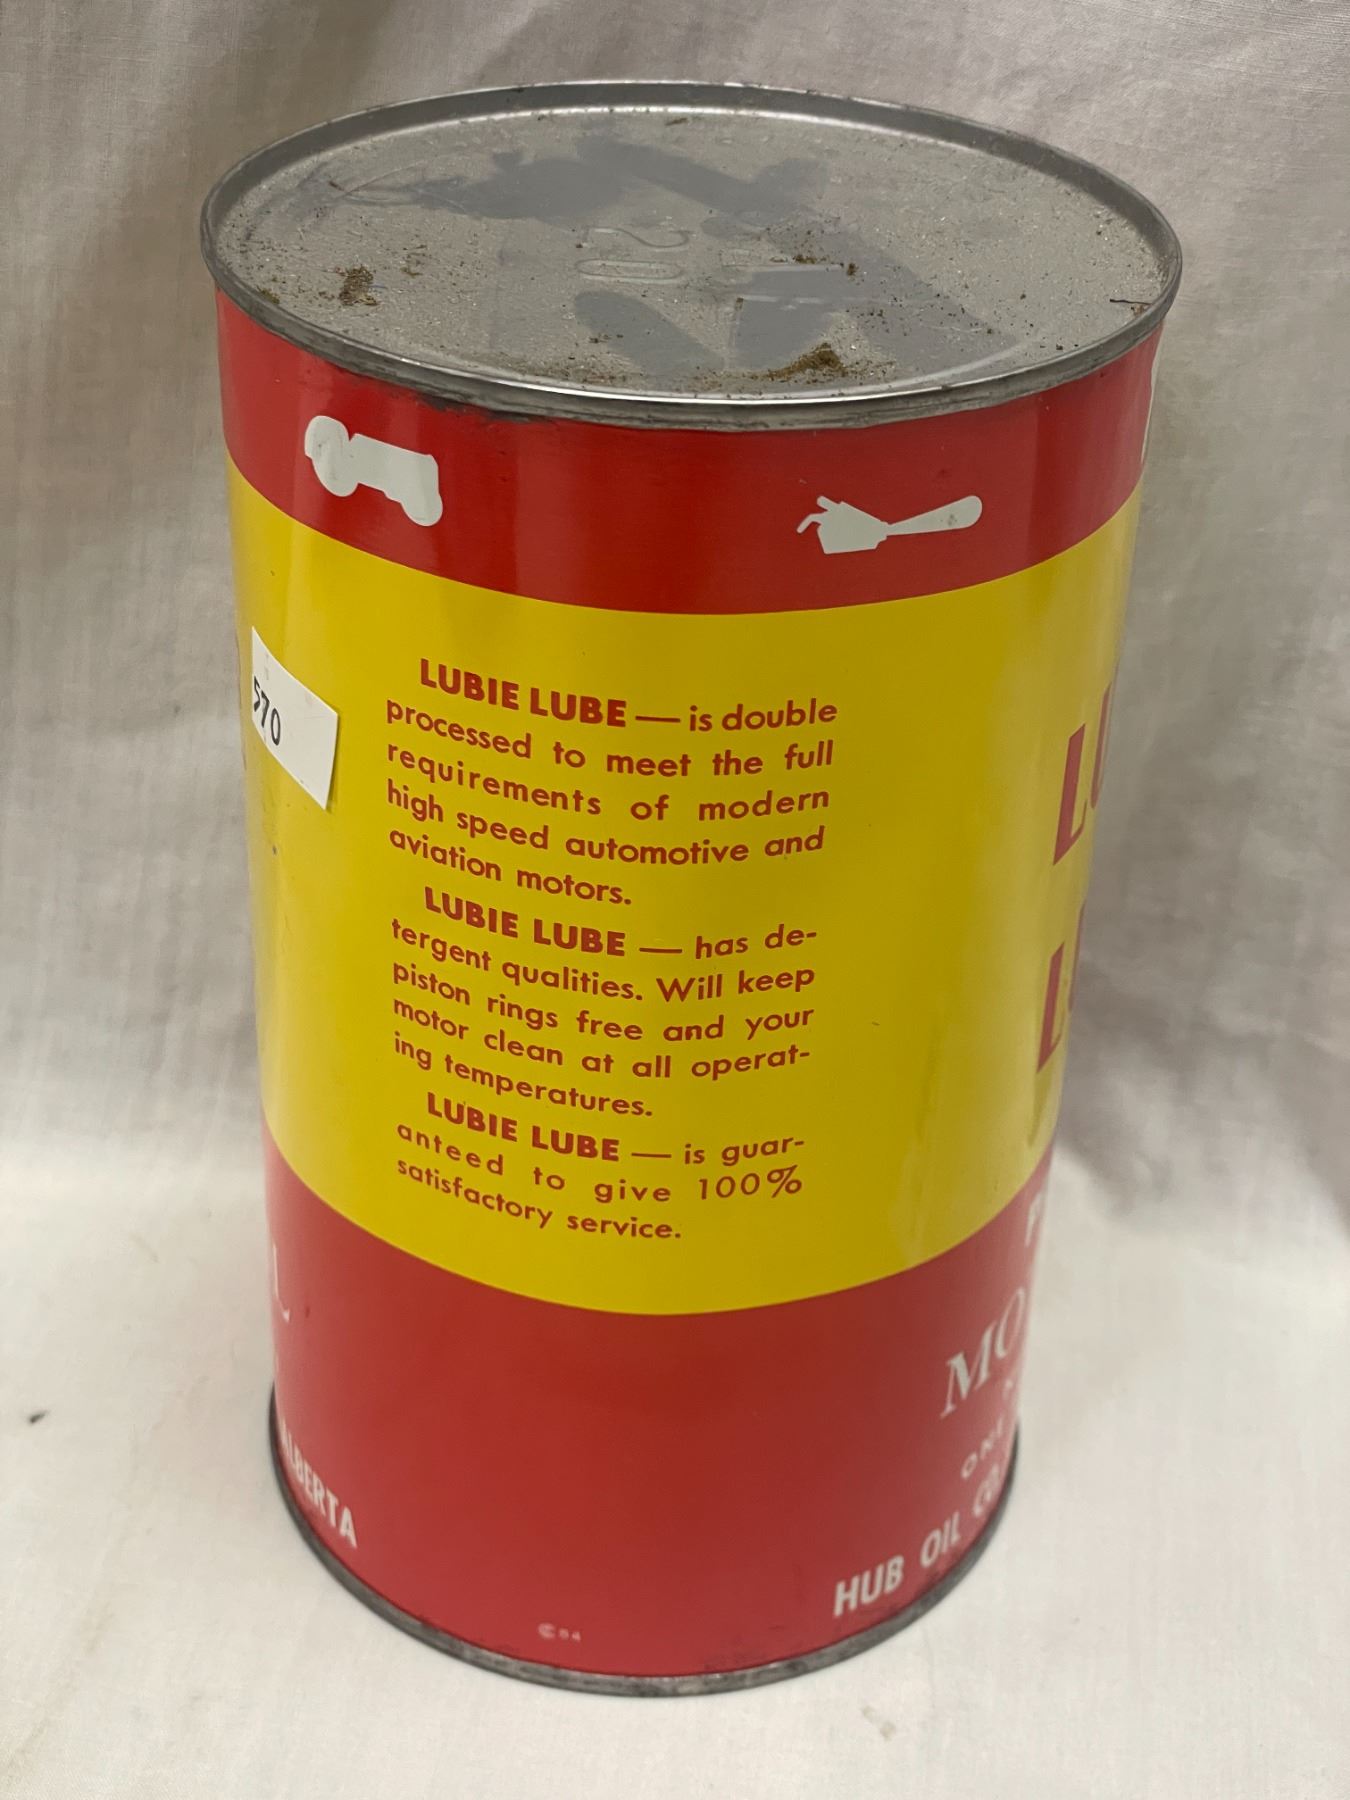 570
LUBIE LUBE — is double
processed to meet the full
requirements of modern
high speed automotive and
aviation motors.
LUBIE LUBE — has de-
tergent qualities. Will keep
piston rings free and your
motor clean at all operat-
ing temperatures.
LUBIE LUBE — is guar-
anteed to give 100%
satisfactory service.
ALBERTA
ONE
HUB OIL